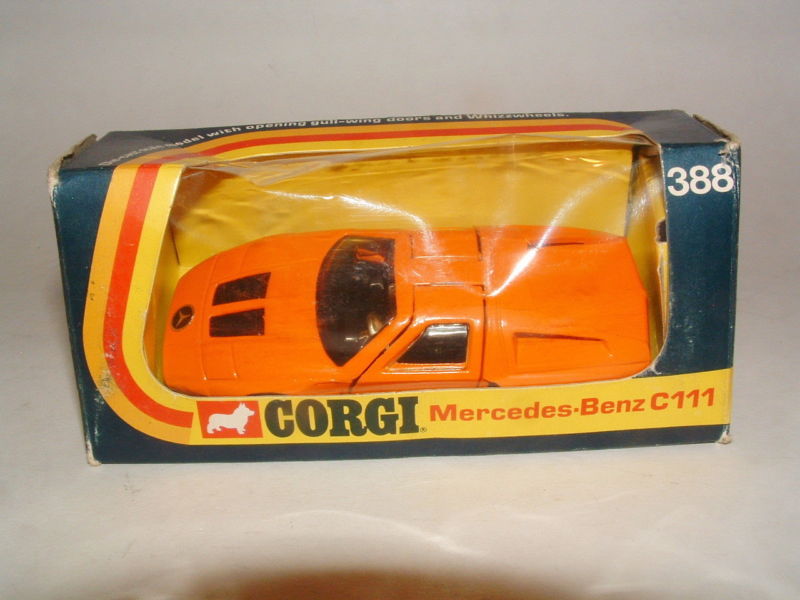 model with opening gull-wing doors and Whizzwheels.
388
CORGI®
Mercedes-Benz C111